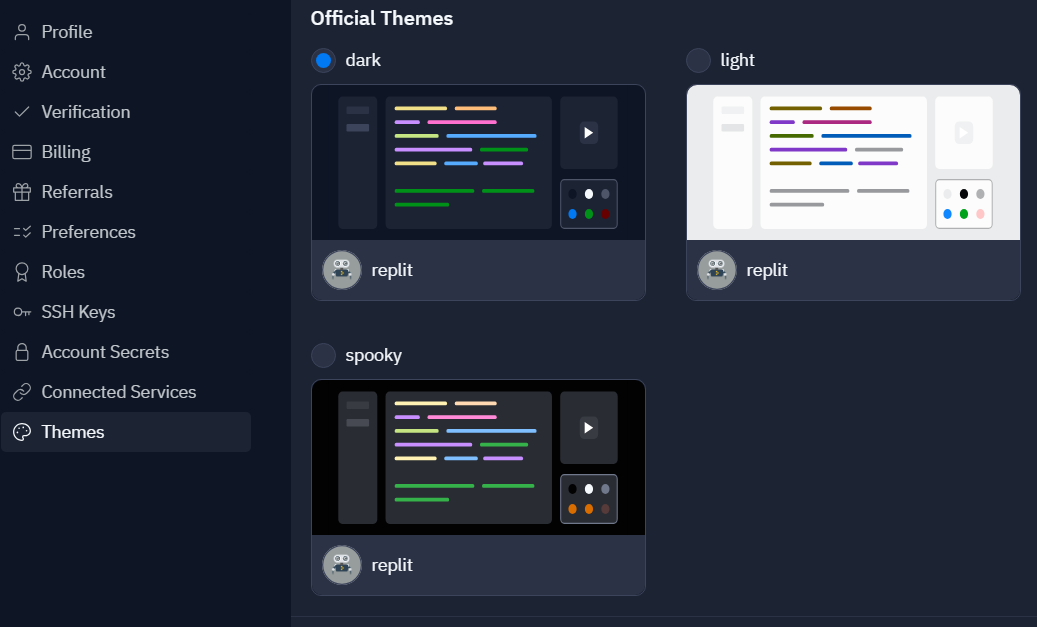 Profile
Account
Verification
Billing
Referrals
Preferences
Roles
SSH Keys
Account Secrets
Connected Services
Themes
Official Themes
dark
replit
light
replit
spooky
replit